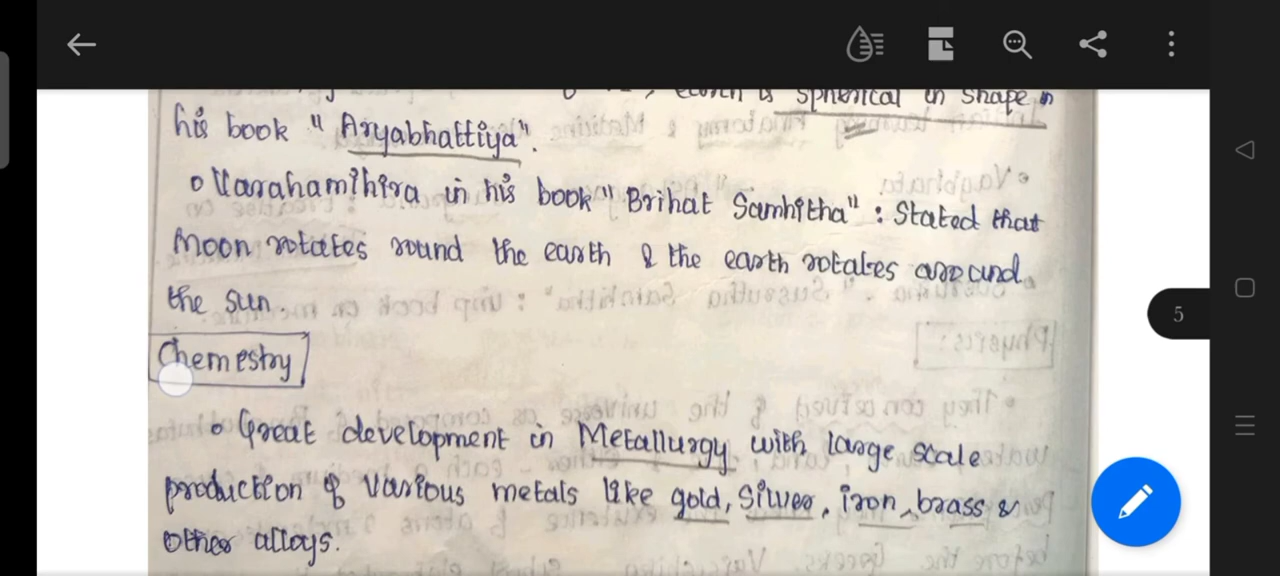 earth is spherical in shape in
his book "Aryabhattiya".
Varahamihira in his book "Brihat Samhitha" : Stated that
Moon rotates round the earth & the earth rotates around
the sun.
Chemestry
Great development in Metallurgy with large scale
production of various metals like gold, silver, iron, brass &
other alloys.
5